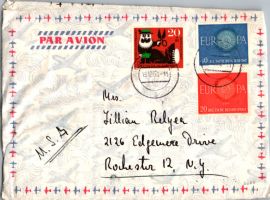 PAR AVION
20
EUROPA
40 DEUTSCHE BUNDESPOST
EUROPA
20 DEUTSCHE BUNDESPOST
Mrs.
Lillian Relyea
2126 Edgemere Drive
Rochester 12 N.Y